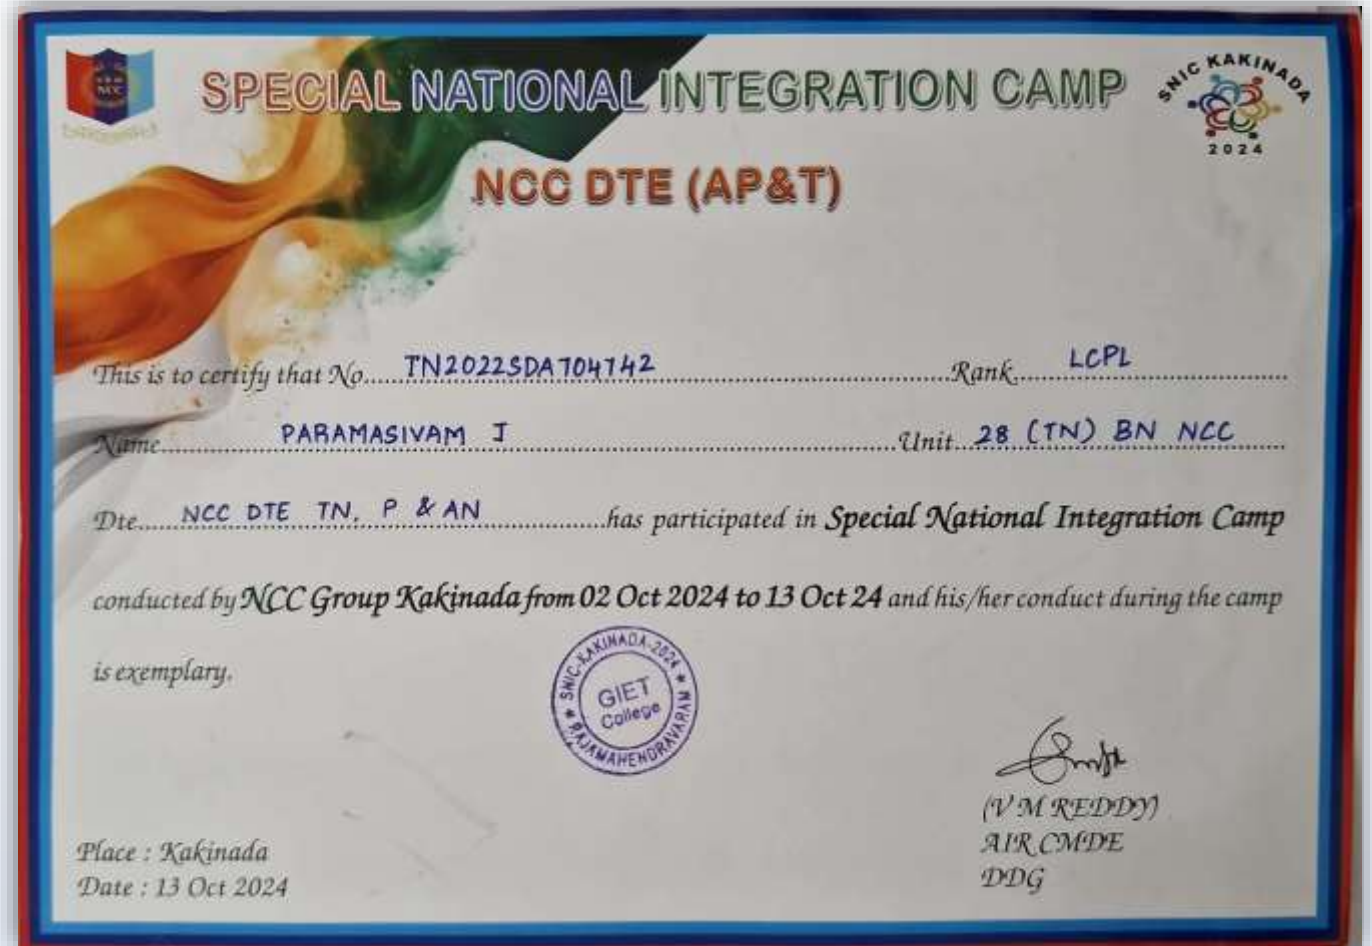 NCC
SPECIAL NATIONAL INTEGRATION CAMP
SNIC KAKINADA
2024
NCC DTE (AP&T)
This is to certify that No..... TN2022SDA704742 ..... Rank..... LCPL .....
Name..... PARAMASIVAM J ..... Unit.. 28 (TN) BN NCC
Dte..... NCC DTE TN, P & AN ..... has participated in Special National Integration Camp
conducted by NCC Group Kakinada from 02 Oct 2024 to 13 Oct 24 and his/her conduct during the camp
is exemplary.
SNIC-KAKINADA-2024
GIET
College
RAJAMAHENDRAVARAM
(V M REDDY)
AIR CMDE
DDG
Place : Kakinada
Date : 13 Oct 2024